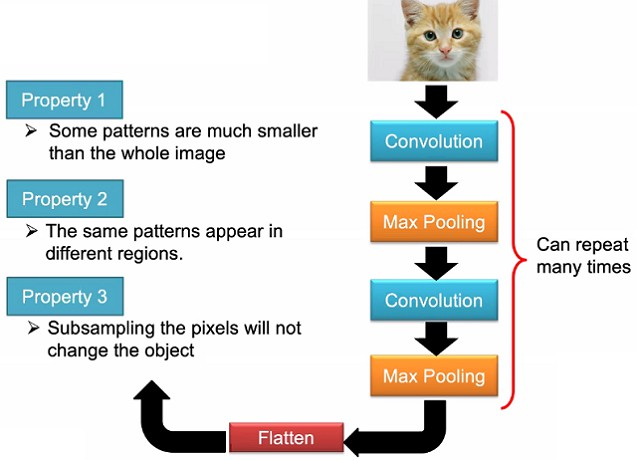 Property 1
Some patterns are much smaller
than the whole image
Property 2
The same patterns appear in
different regions.
Property 3
Subsampling the pixels will not
change the object
Convolution
Max Pooling
Convolution
Max Pooling
Can repeat
many times
Flatten